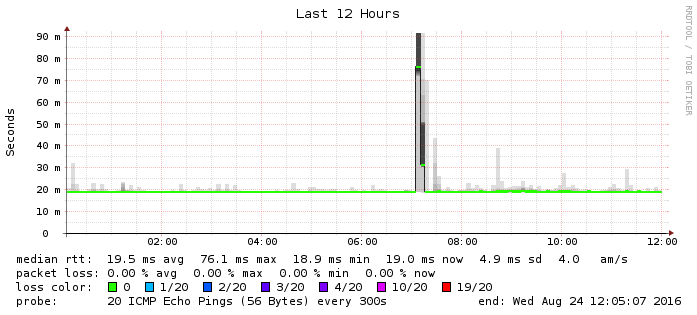 Last 12 Hours
RRDTOOL / TOBI OETIKER
Seconds
90 m
80 m
70 m
60 m
50 m
40 m
30 m
20 m
10 m
0
02:00 04:00 06:00 08:00 10:00 12:00
median rtt: 19.5 ms avg 76.1 ms max 18.9 ms min 19.0 ms now 4.9 ms sd 4.0 am/s
packet loss: 0.00 % avg 0.00 % max 0.00 % min 0.00 % now
loss color: 0 1/20 2/20 3/20 4/20 10/20 19/20
probe: 20 ICMP Echo Pings (56 Bytes) every 300s end: Wed Aug 24 12:05:07 2016